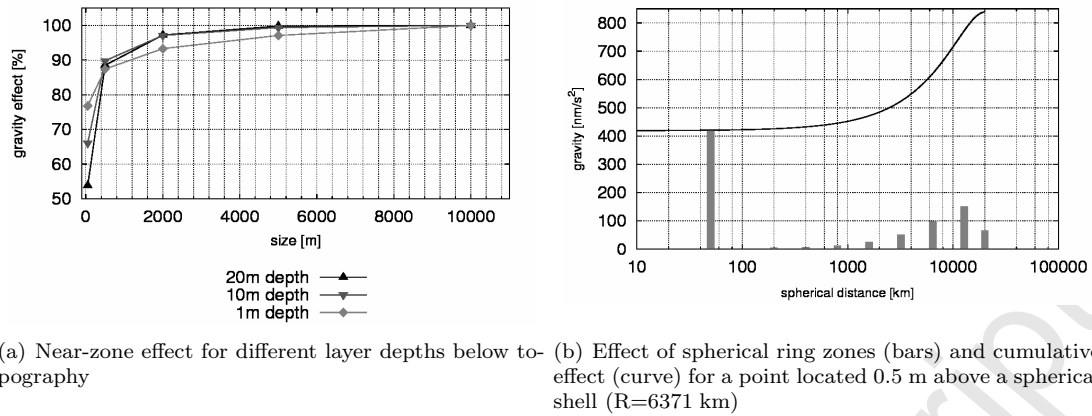 100
90
80
70
60
50
0 2000 4000 6000 8000 10000
gravity effect [%]
size [m]
20m depth
10m depth
1m depth
(a) Near-zone effect for different layer depths below to-
pography
800
700
600
500
400
300
200
100
0
10 100 1000 10000 100000
gravity [nm/s²]
spherical distance [km]
(b) Effect of spherical ring zones (bars) and cumulative
effect (curve) for a point located 0.5 m above a spherical
shell (R=6371 km)